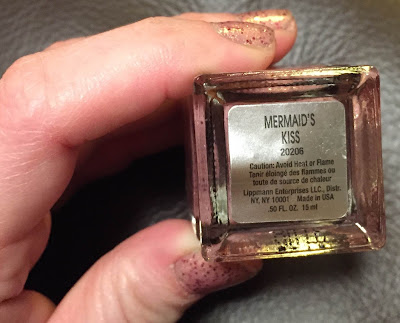 MERMAID'S
KISS
20206
Caution: Avoid Heat or Flame
Tenir éloingé des flammes ou
toute de source de chaleur
Lippmann Enterprises LLC., Distr.
NY, NY 10001 Made in USA
.50 FL. OZ. 15 ml